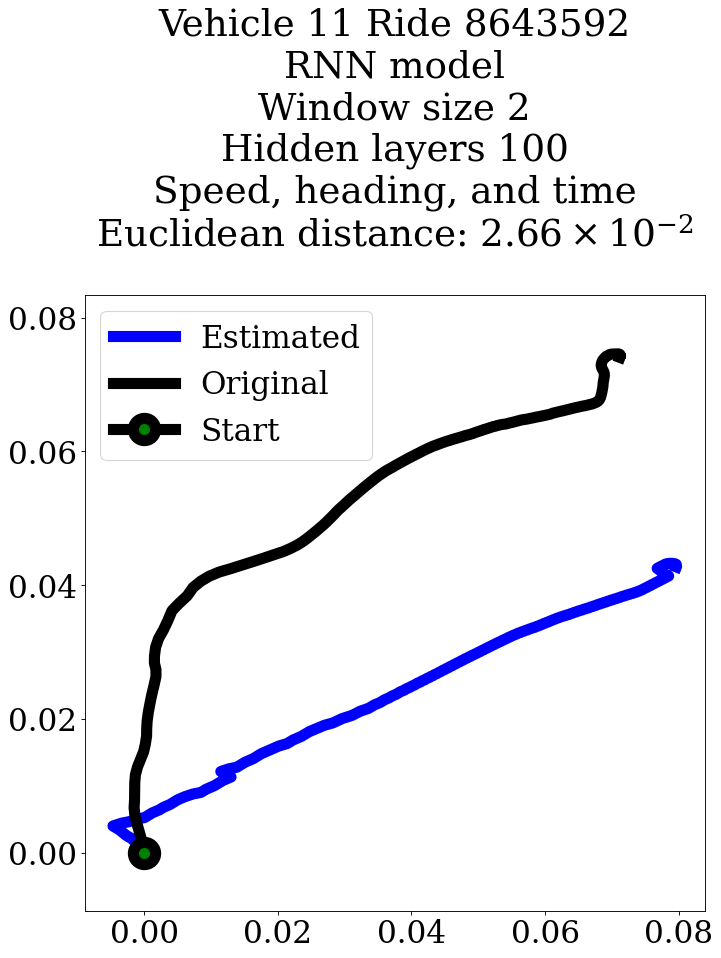 Vehicle 11 Ride 8643592
RNN model
Window size 2
Hidden layers 100
Speed, heading, and time
Euclidean distance: 2.66 × 10⁻²
Estimated
Original
Start
0.08
0.06
0.04
0.02
0.00
0.00 0.02 0.04 0.06 0.08